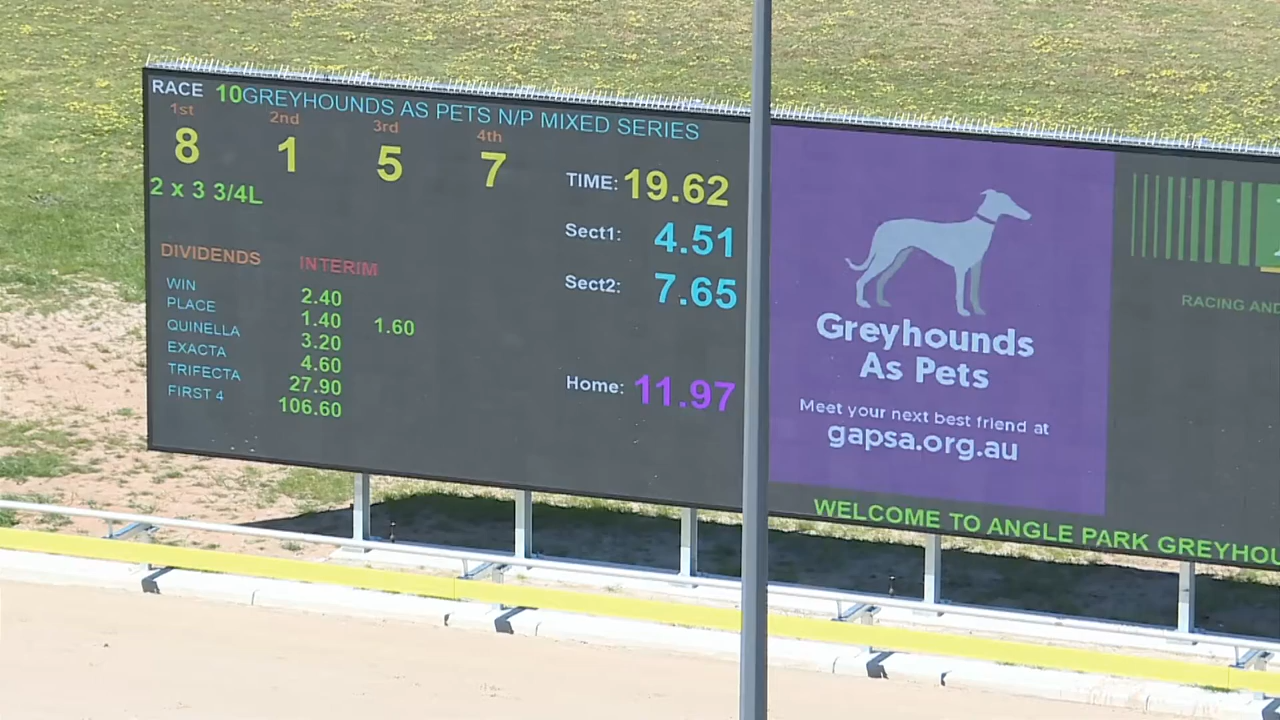 RACE 10GREYHOUNDS AS PETS N/P MIXED SERIES
1st 2nd 3rd 4th
8 1 5 7
2 x 3 3/4L
TIME: 19.62
Sect1: 4.51
Sect2: 7.65
Home: 11.97
DIVIDENDS INTERIM
WIN 2.40
PLACE 1.40 1.60
QUINELLA 3.20
EXACTA 4.60
TRIFECTA 27.90
FIRST 4 106.60
Greyhounds
As Pets
Meet your next best friend at
gapsa.org.au
RACING AND
WELCOME TO ANGLE PARK GREYHOU